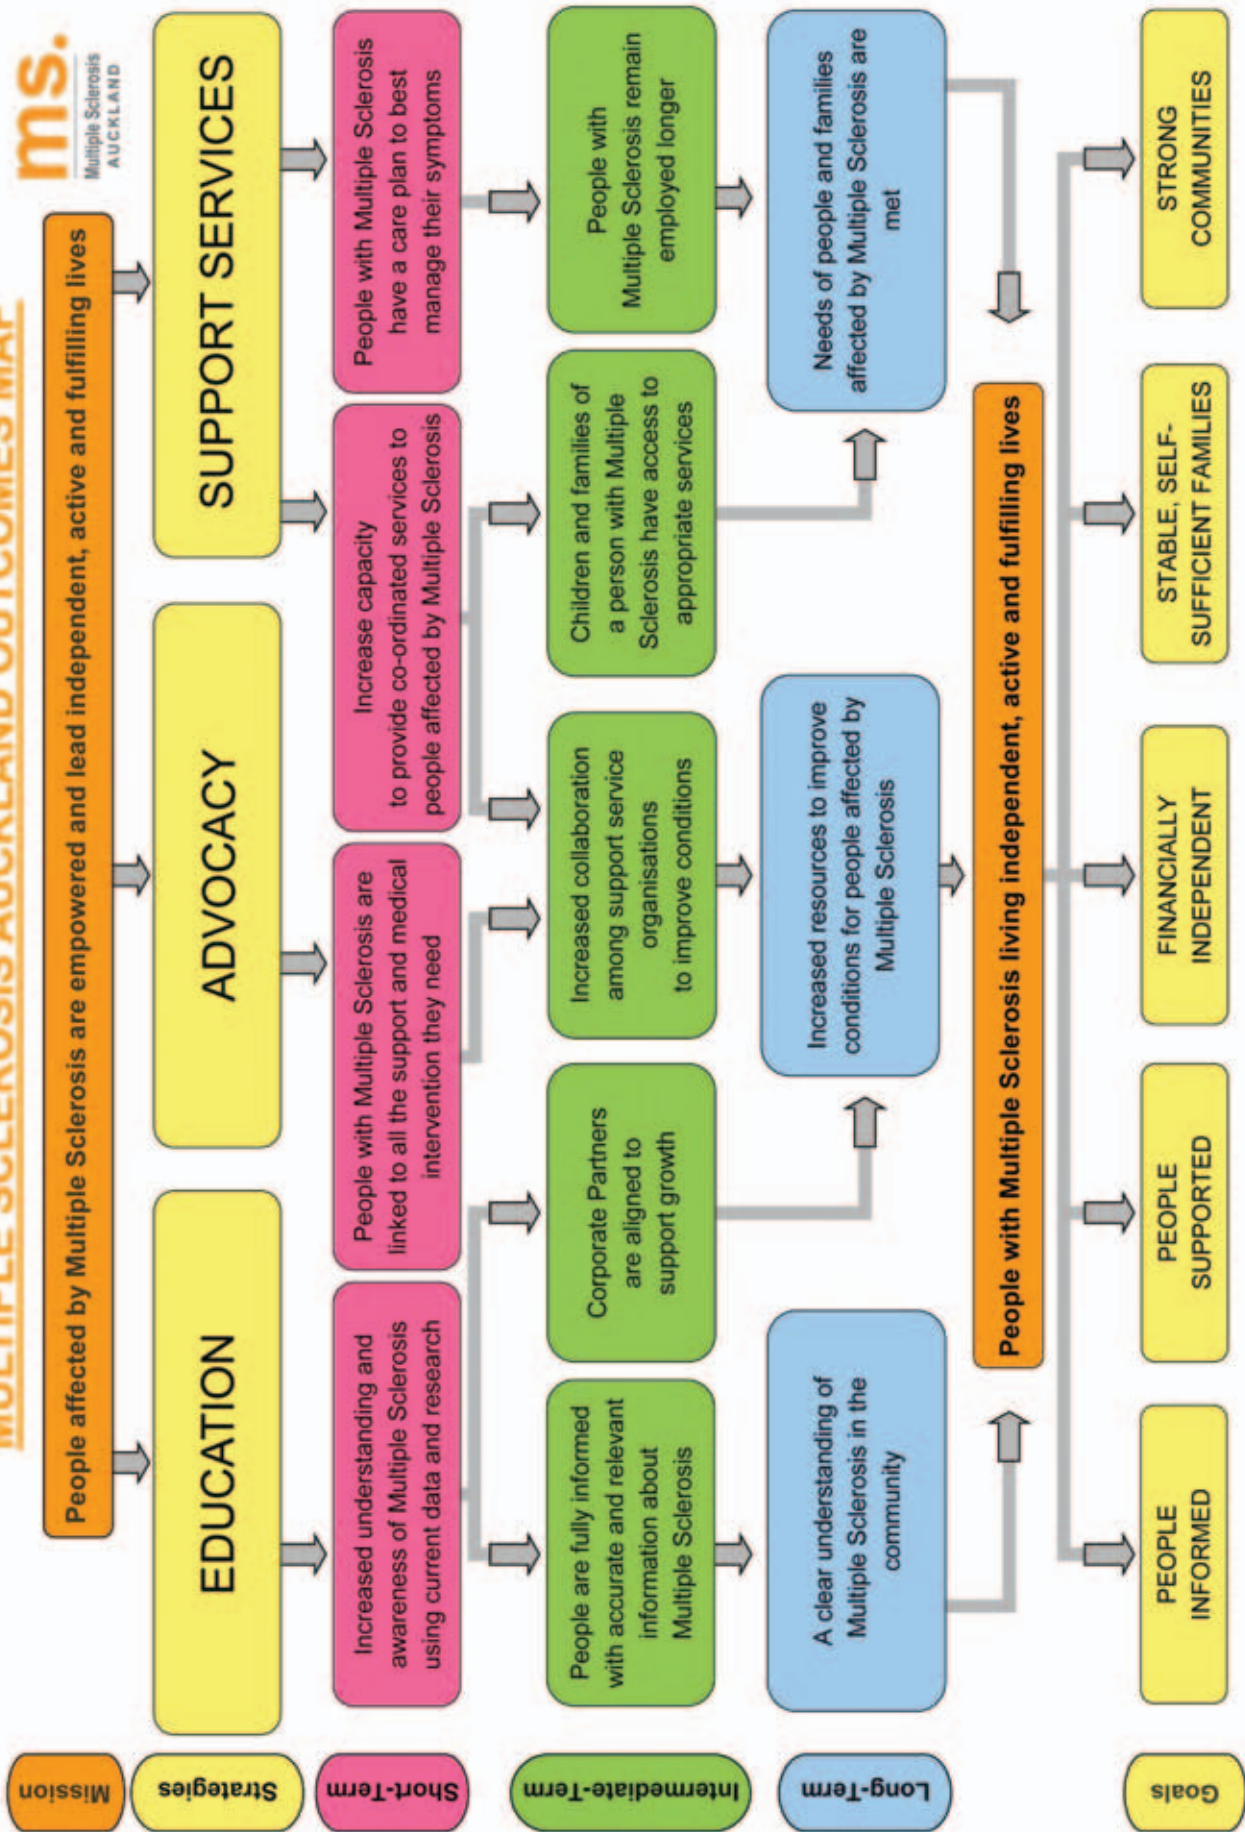 MULTIPLE SCLEROSIS AUCKLAND OUTCOMES MAP
ms.
Multiple Sclerosis
AUCKLAND
Mission
People affected by Multiple Sclerosis are empowered and lead independent, active and fulfilling lives
Strategies
EDUCATION
ADVOCACY
SUPPORT SERVICES
Short-Term
Increased understanding and
awareness of Multiple Sclerosis
using current data and research
People with Multiple Sclerosis are
linked to all the support and medical
intervention they need
Increase capacity
to provide co-ordinated services to
people affected by Multiple Sclerosis
People with Multiple Sclerosis
have a care plan to best
manage their symptoms
Intermediate-Term
People are fully informed
with accurate and relevant
information about
Multiple Sclerosis
Corporate Partners
are aligned to
support growth
Increased collaboration
among support service
organisations
to improve conditions
Children and families of
a person with Multiple
Sclerosis have access to
appropriate services
People with
Multiple Sclerosis remain
employed longer
Long-Term
A clear understanding of
Multiple Sclerosis in the
community
Increased resources to improve
conditions for people affected by
Multiple Sclerosis
Needs of people and families
affected by Multiple Sclerosis are
met
People with Multiple Sclerosis living independent, active and fulfilling lives
Goals
PEOPLE
INFORMED
PEOPLE
SUPPORTED
FINANCIALLY
INDEPENDENT
STABLE, SELF-
SUFFICIENT FAMILIES
STRONG
COMMUNITIES